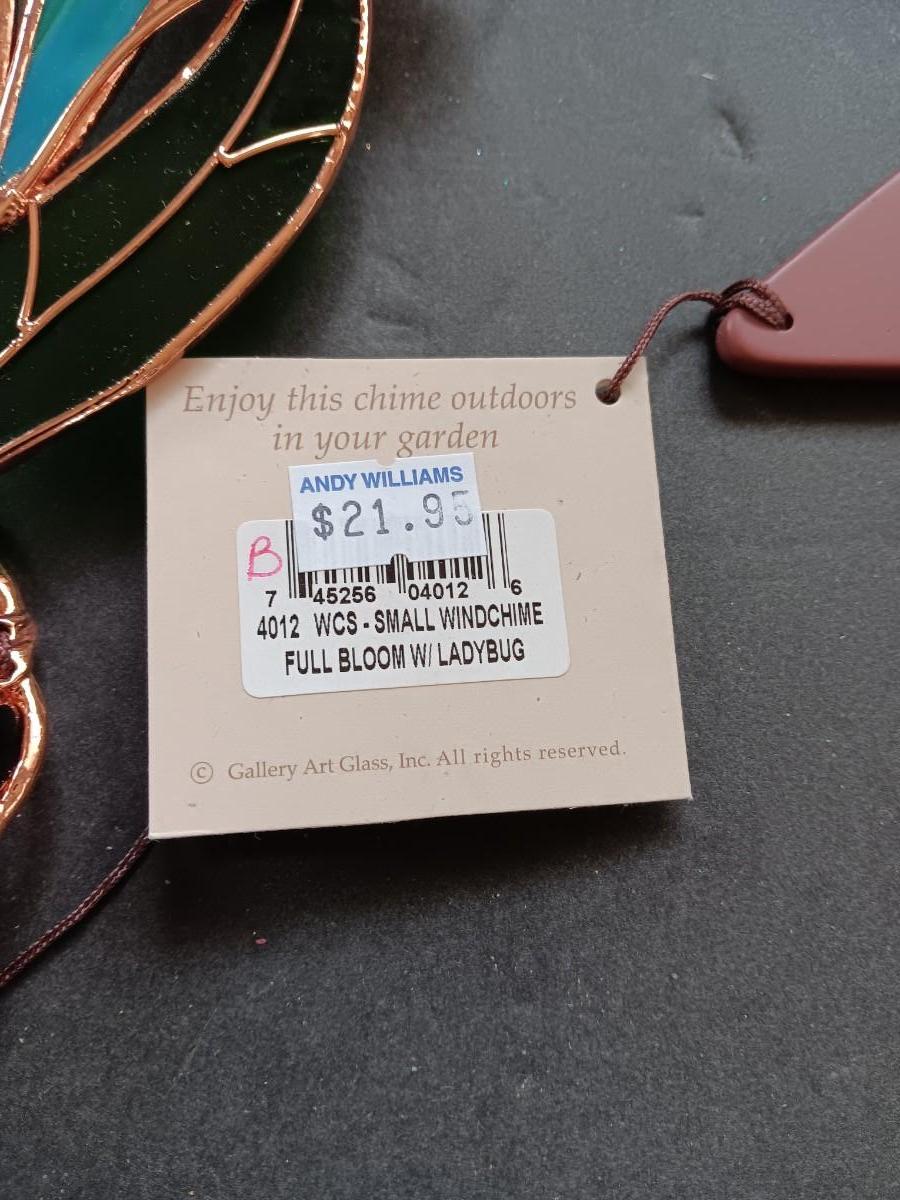 Enjoy this chime outdoors
in your garden
ANDY WILLIAMS
$21.95
B
7 45256 04012 6
4012 WCS - SMALL WINDCHIME
FULL BLOOM W/ LADYBUG
© Gallery Art Glass, Inc. All rights reserved.